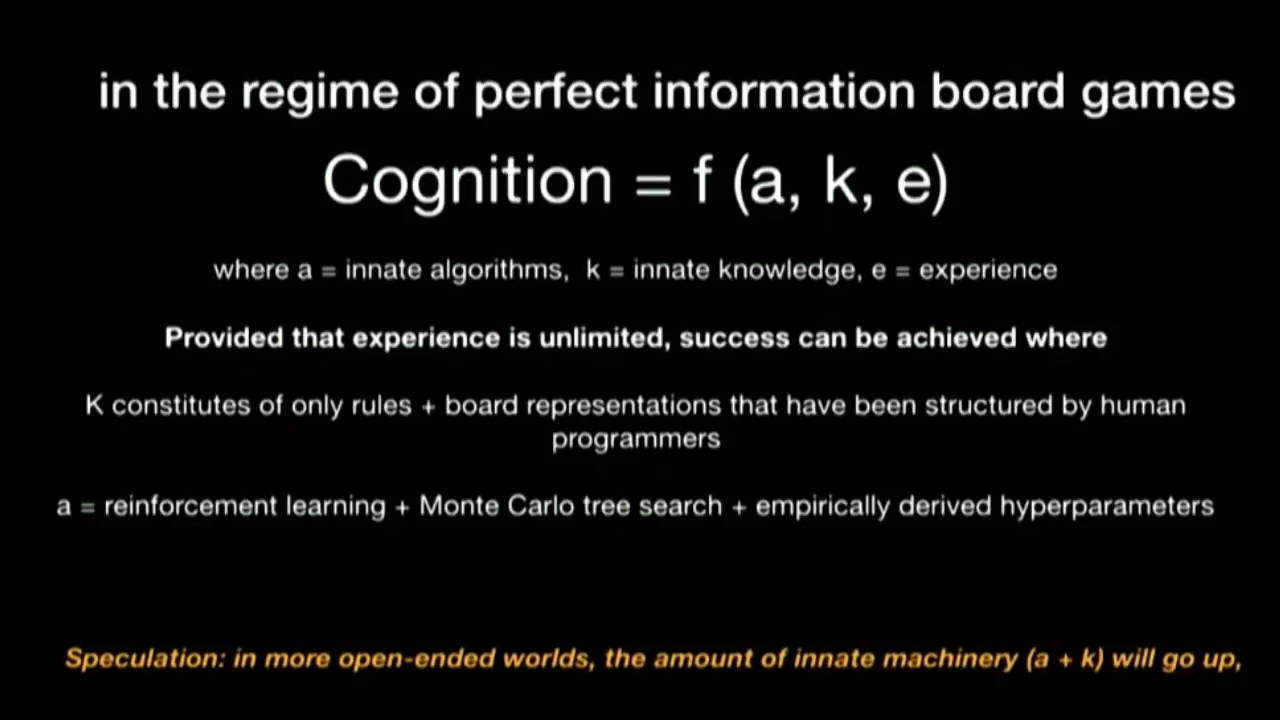 in the regime of perfect information board games
Cognition = f (a, k, e)
where a = innate algorithms, k = innate knowledge, e = experience
Provided that experience is unlimited, success can be achieved where
K constitutes of only rules + board representations that have been structured by human
programmers
a = reinforcement learning + Monte Carlo tree search + empirically derived hyperparameters
Speculation: in more open-ended worlds, the amount of innate machinery (a + k) will go up,